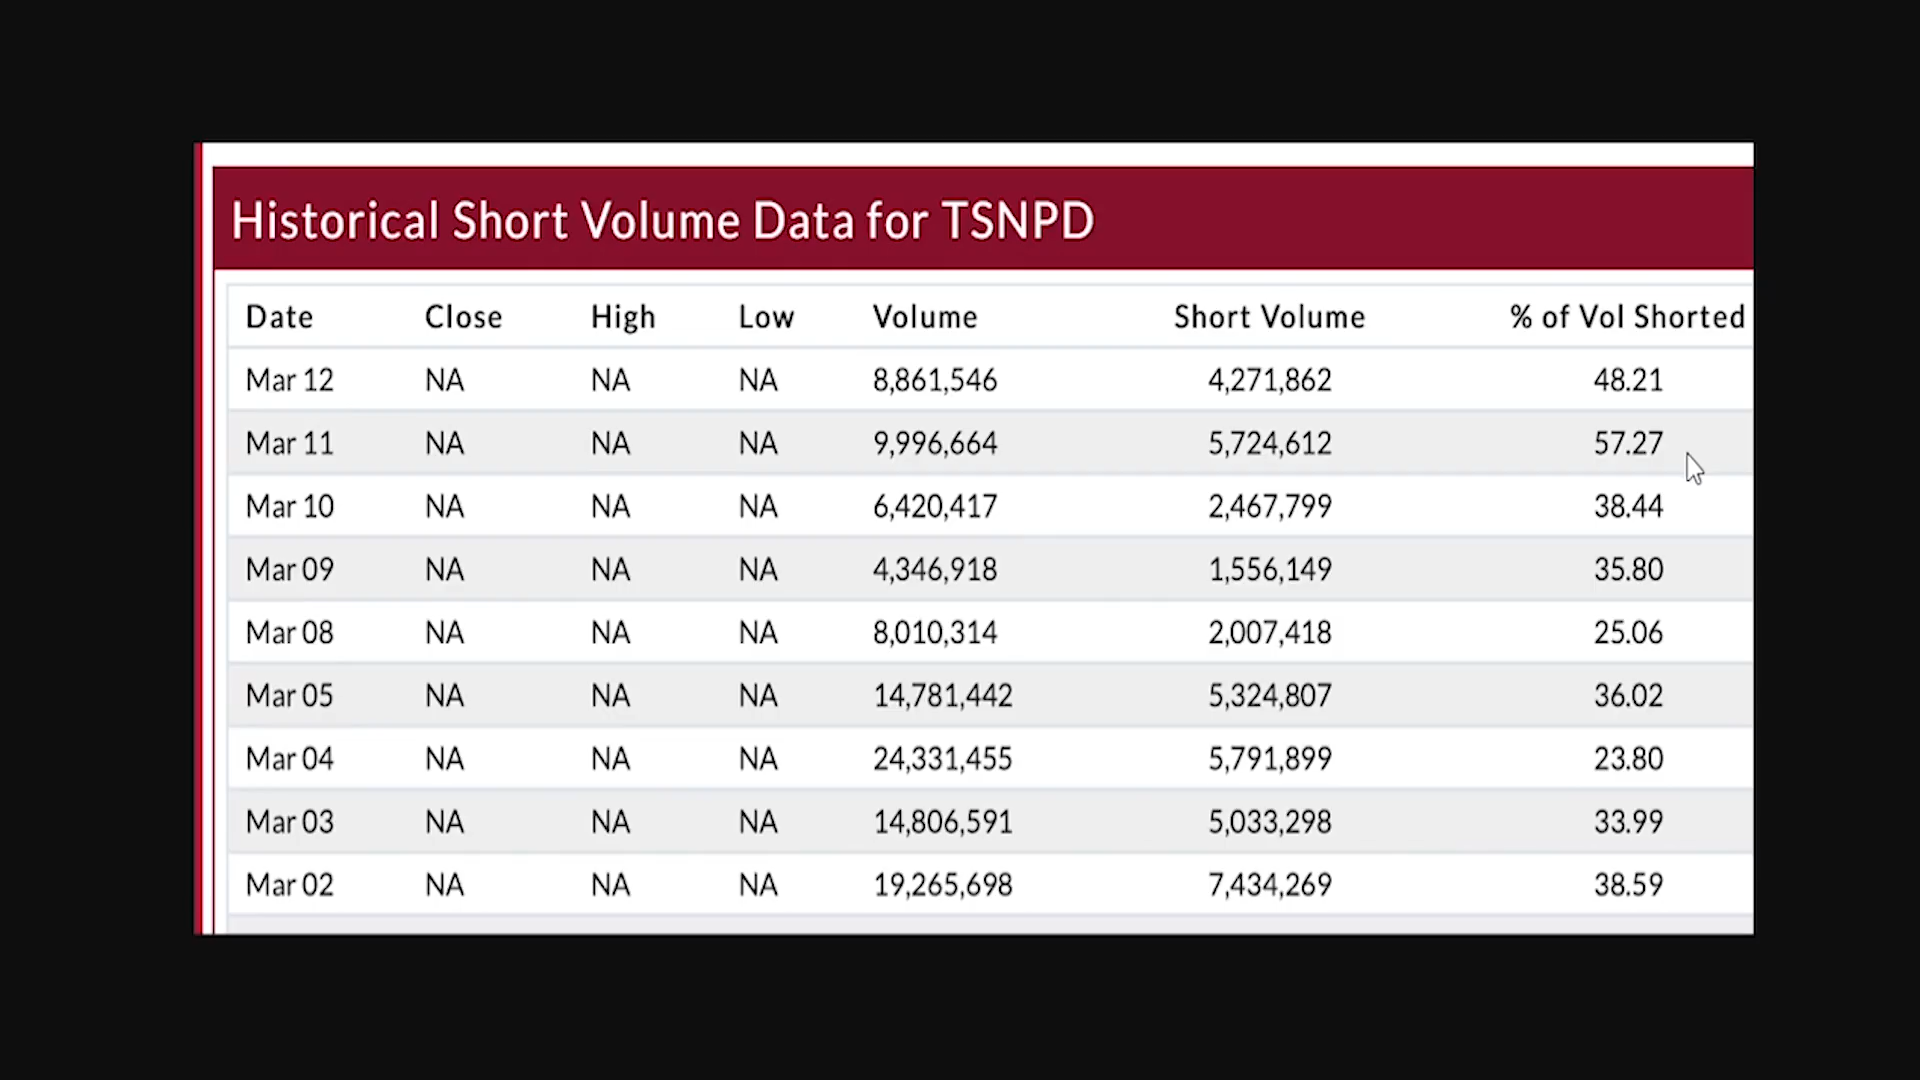 Historical Short Volume Data for TSNPD
Date Close High Low Volume Short Volume % of Vol Shorted
Mar 12 NA NA NA 8,861,546 4,271,862 48.21
Mar 11 NA NA NA 9,996,664 5,724,612 57.27
Mar 10 NA NA NA 6,420,417 2,467,799 38.44
Mar 09 NA NA NA 4,346,918 1,556,149 35.80
Mar 08 NA NA NA 8,010,314 2,007,418 25.06
Mar 05 NA NA NA 14,781,442 5,324,807 36.02
Mar 04 NA NA NA 24,331,455 5,791,899 23.80
Mar 03 NA NA NA 14,806,591 5,033,298 33.99
Mar 02 NA NA NA 19,265,698 7,434,269 38.59